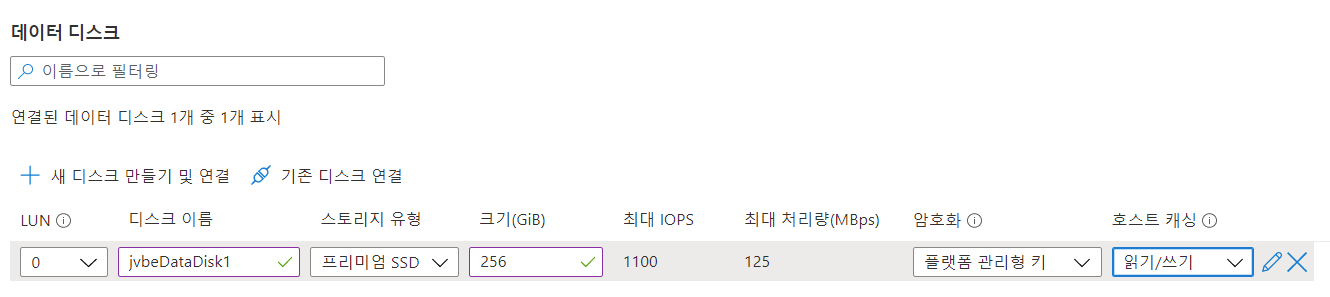 데이터 디스크
이름으로 필터링
연결된 데이터 디스크 1개 중 1개 표시
새 디스크 만들기 및 연결 기존 디스크 연결
LUN 디스크 이름 스토리지 유형 크기(GiB) 최대 IOPS 최대 처리량(MBps) 암호화 호스트 캐싱
0 jvbeDataDisk1 프리미엄 SSD 256 1100 125 플랫폼 관리형 키 읽기/쓰기